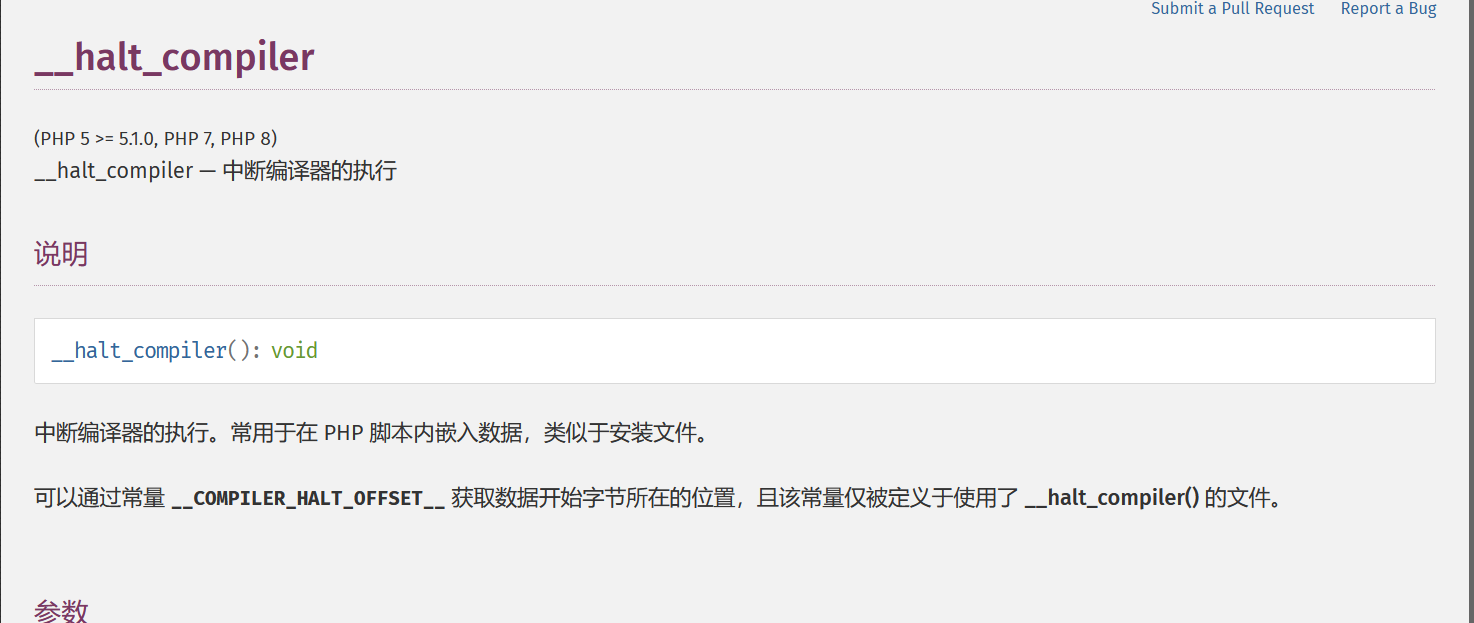 Submit a Pull Request Report a Bug
__halt_compiler
(PHP 5 >= 5.1.0, PHP 7, PHP 8)
__halt_compiler — 中断编译器的执行
说明
__halt_compiler(): void
中断编译器的执行。常用于在 PHP 脚本内嵌入数据，类似于安装文件。
可以通过常量 __COMPILER_HALT_OFFSET__ 获取数据开始字节所在的位置，且该常量仅被定义于使用了 __halt_compiler() 的文件。
参数